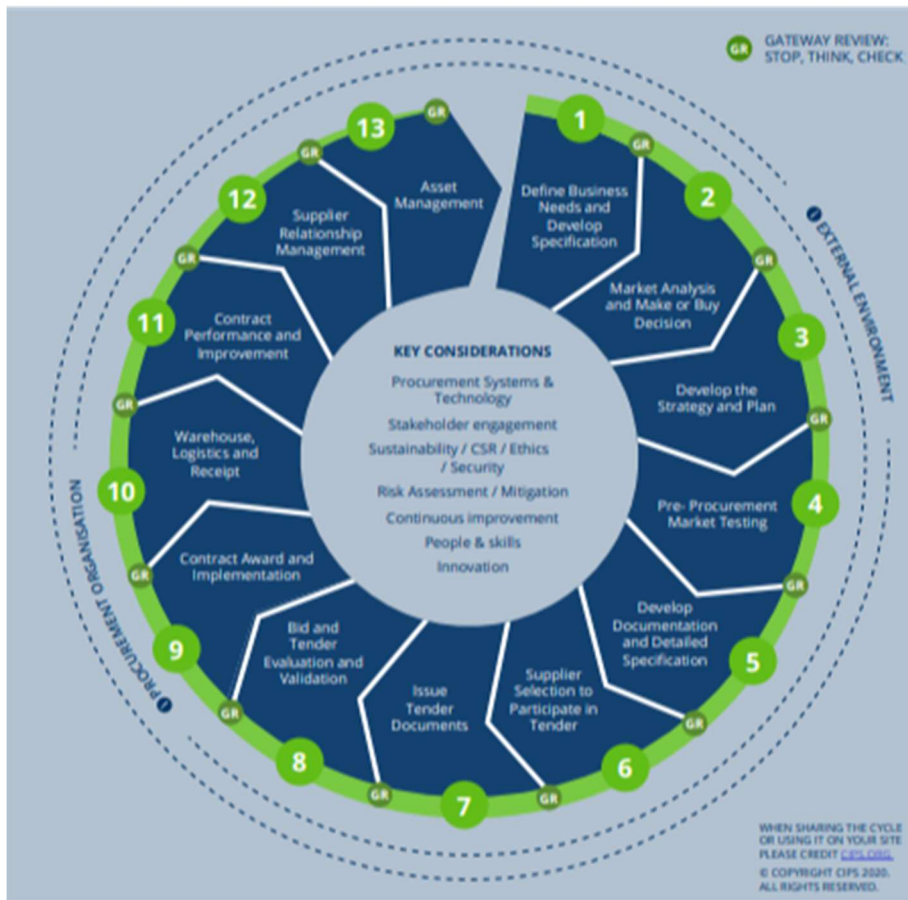 GR
GATEWAY REVIEW:
STOP, THINK, CHECK
1
Define Business
Needs and
Develop
Specification
GR
2
Market Analysis
and Make or Buy
Decision
GR
3
Develop the
Strategy and Plan
GR
4
Pre- Procurement
Market Testing
GR
5
Develop
Documentation
and Detailed
Specification
GR
6
Supplier
Selection to
Participate in
Tender
GR
7
Issue
Tender
Documents
GR
8
Bid and
Tender
Evaluation and
Validation
GR
9
Contract Award and
Implementation
GR
10
Warehouse,
Logistics and
Receipt
GR
11
Contract
Performance and
Improvement
GR
12
Supplier
Relationship
Management
GR
13
Asset
Management
GR
KEY CONSIDERATIONS
Procurement Systems &
Technology
Stakeholder engagement
Sustainability / CSR / Ethics
/ Security
Risk Assessment / Mitigation
Continuous improvement
People & skills
Innovation
EXTERNAL ENVIRONMENT
PROCUREMENT ORGANISATION
WHEN SHARING THE CYCLE
OR USING IT ON YOUR SITE
PLEASE CREDIT CIPS.ORG.
© COPYRIGHT CIPS 2020.
ALL RIGHTS RESERVED.